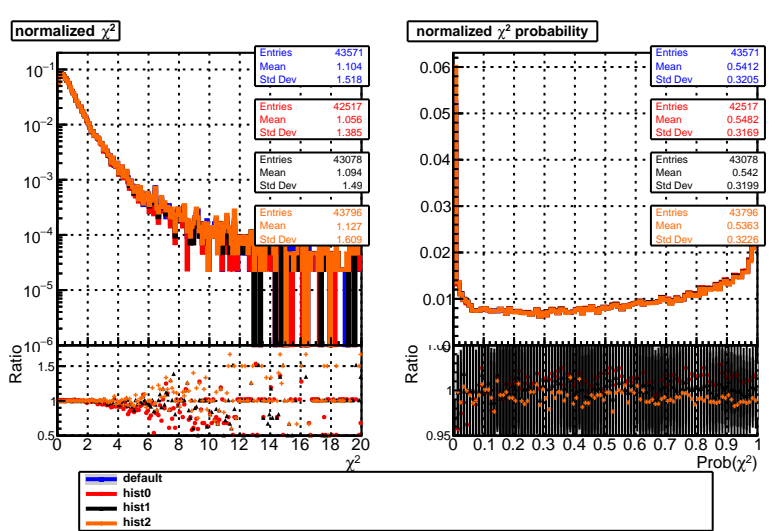 normalized χ²
Entries 43571
Mean 1.104
Std Dev 1.518
Entries 42517
Mean 1.056
Std Dev 1.385
Entries 43078
Mean 1.094
Std Dev 1.49
Entries 43796
Mean 1.127
Std Dev 1.609
10⁻¹
10⁻²
10⁻³
10⁻⁴
10⁻⁵
10⁻⁶
Ratio
1.5
1
0.5
0 2 4 6 8 10 12 14 16 18 20
χ²
normalized χ² probability
Entries 43571
Mean 0.5412
Std Dev 0.3205
Entries 42517
Mean 0.5482
Std Dev 0.3169
Entries 43078
Mean 0.542
Std Dev 0.3199
Entries 43796
Mean 0.5363
Std Dev 0.3226
0.06
0.05
0.04
0.03
0.02
0.01
Ratio
1
0.95
0 0.1 0.2 0.3 0.4 0.5 0.6 0.7 0.8 0.9 1
Prob(χ²)
default
hist0
hist1
hist2